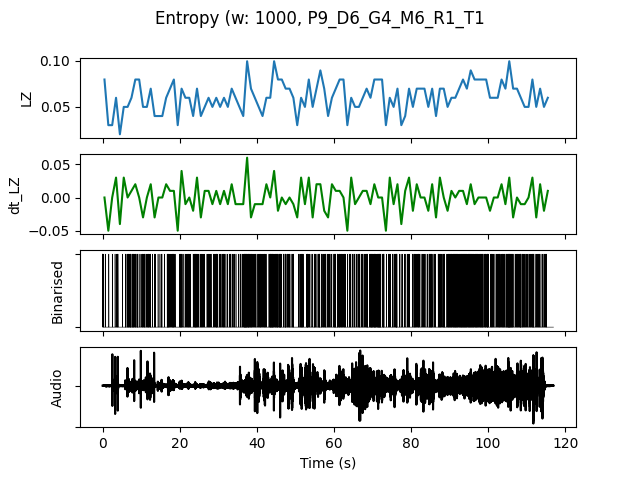 Entropy (w: 1000, P9_D6_G4_M6_R1_T1
0.10
0.05
LZ
0.05
0.00
−0.05
dt_LZ
Binarised
Audio
0 20 40 60 80 100 120
Time (s)